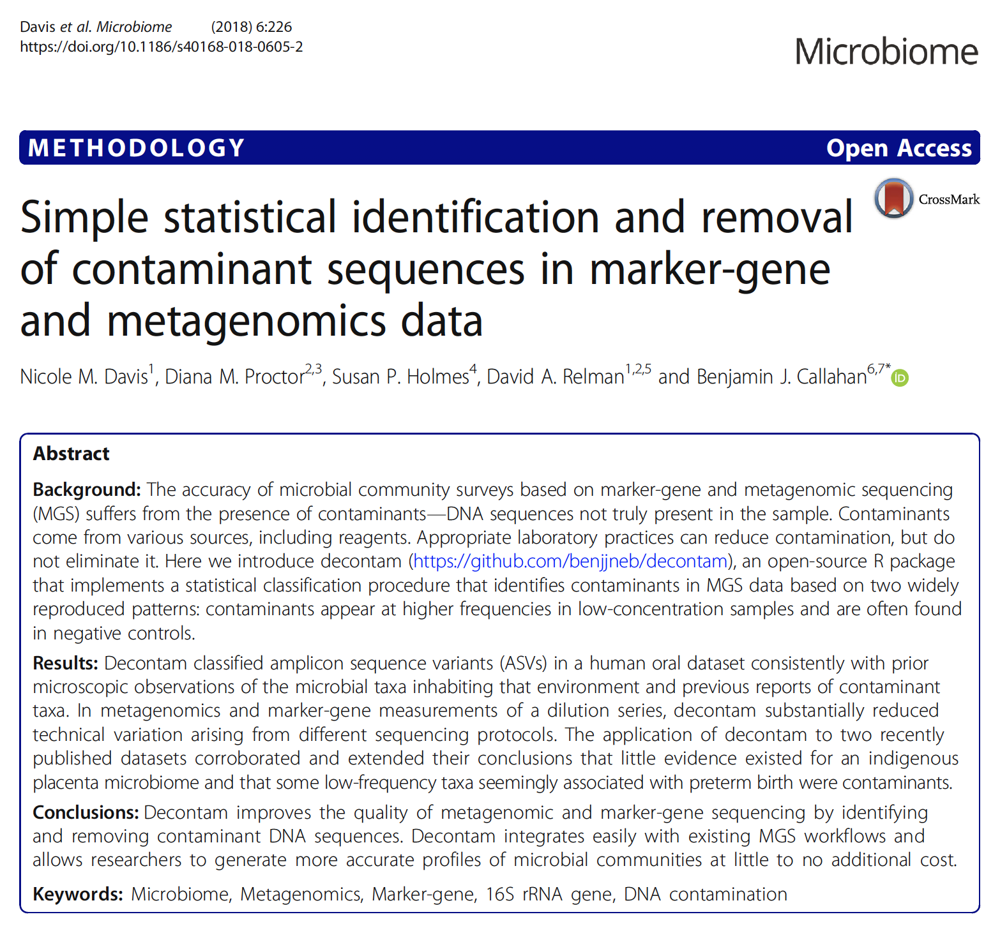 Davis et al. Microbiome (2018) 6:226
https://doi.org/10.1186/s40168-018-0605-2
Microbiome
METHODOLOGY
Open Access
CrossMark
Simple statistical identification and removal
of contaminant sequences in marker-gene
and metagenomics data
Nicole M. Davis1, Diana M. Proctor2,3, Susan P. Holmes4, David A. Relman1,2,5 and Benjamin J. Callahan6,7* iD
Abstract
Background: The accuracy of microbial community surveys based on marker-gene and metagenomic sequencing
(MGS) suffers from the presence of contaminants—DNA sequences not truly present in the sample. Contaminants
come from various sources, including reagents. Appropriate laboratory practices can reduce contamination, but do
not eliminate it. Here we introduce decontam (https://github.com/benjjneb/decontam), an open-source R package
that implements a statistical classification procedure that identifies contaminants in MGS data based on two widely
reproduced patterns: contaminants appear at higher frequencies in low-concentration samples and are often found
in negative controls.
Results: Decontam classified amplicon sequence variants (ASVs) in a human oral dataset consistently with prior
microscopic observations of the microbial taxa inhabiting that environment and previous reports of contaminant
taxa. In metagenomics and marker-gene measurements of a dilution series, decontam substantially reduced
technical variation arising from different sequencing protocols. The application of decontam to two recently
published datasets corroborated and extended their conclusions that little evidence existed for an indigenous
placenta microbiome and that some low-frequency taxa seemingly associated with preterm birth were contaminants.
Conclusions: Decontam improves the quality of metagenomic and marker-gene sequencing by identifying
and removing contaminant DNA sequences. Decontam integrates easily with existing MGS workflows and
allows researchers to generate more accurate profiles of microbial communities at little to no additional cost.
Keywords: Microbiome, Metagenomics, Marker-gene, 16S rRNA gene, DNA contamination